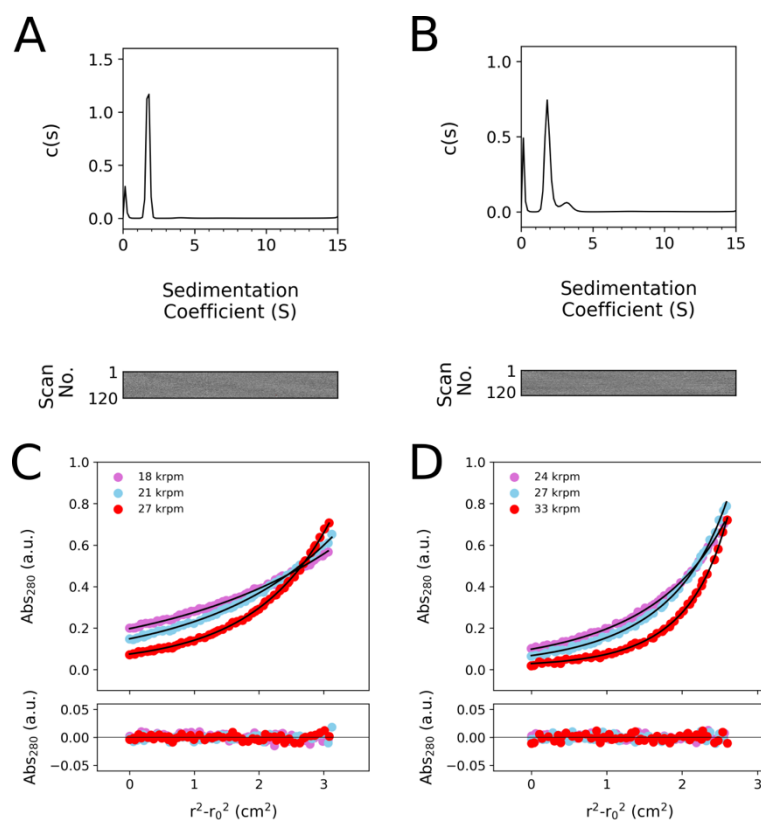 A
1.5
1.0
0.5
0.0
c(s)
0 5 10 15
Sedimentation
Coefficient (S)
Scan
No.
1
120
B
1.0
0.5
0.0
c(s)
0 5 10 15
Sedimentation
Coefficient (S)
Scan
No.
1
120
C
1.0
0.8
0.6
0.4
0.2
0.0
Abs280 (a.u.)
18 krpm
21 krpm
27 krpm
0.05
0.00
−0.05
Abs280 (a.u.)
0 1 2 3
r²-r₀² (cm²)
D
1.0
0.8
0.6
0.4
0.2
0.0
Abs280 (a.u.)
24 krpm
27 krpm
33 krpm
0.05
0.00
−0.05
Abs280 (a.u.)
0 1 2 3
r²-r₀² (cm²)